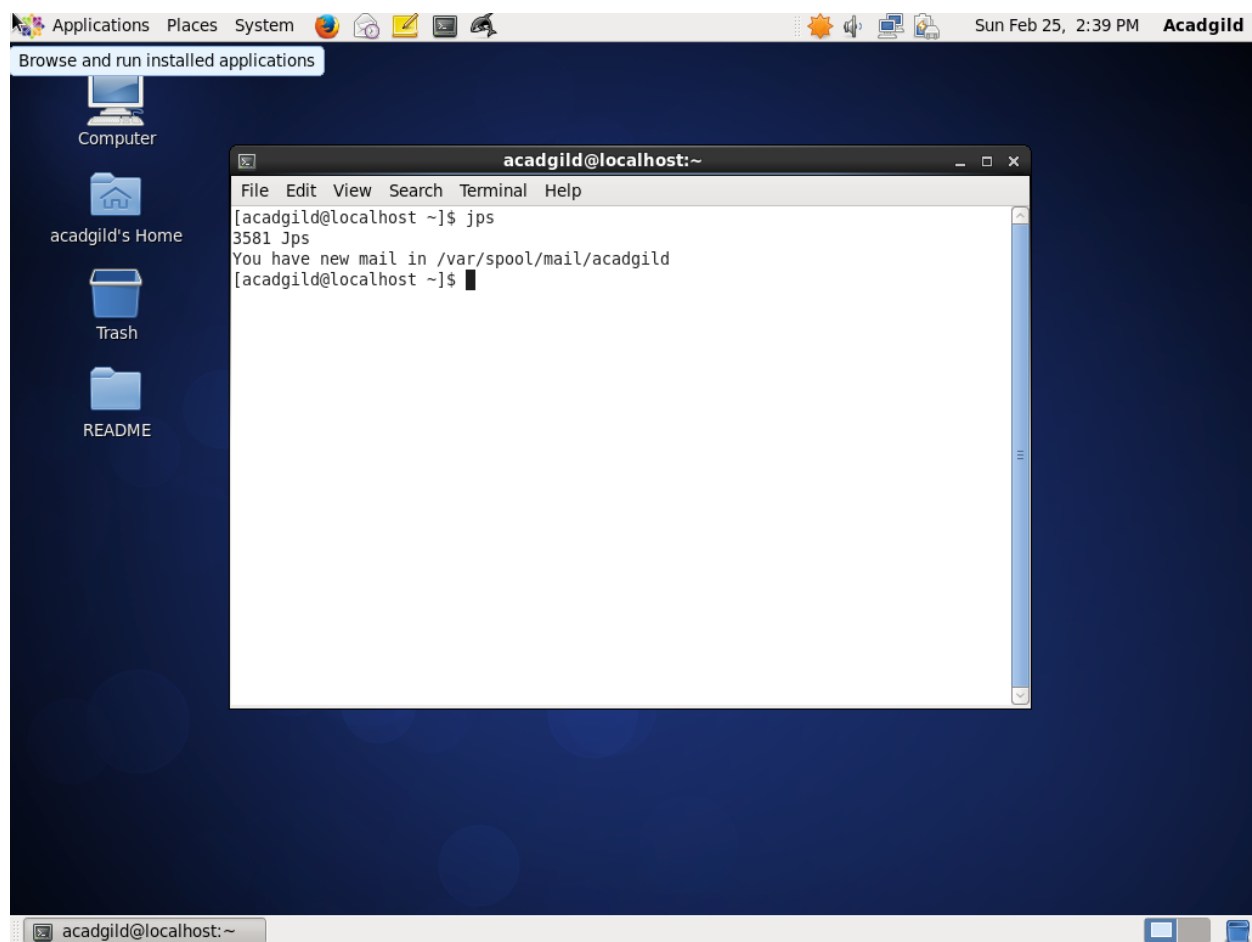 Applications Places System Sun Feb 25, 2:39 PM Acadgild
Browse and run installed applications
Computer
acadgild's Home
Trash
README
acadgild@localhost:~
File Edit View Search Terminal Help
[acadgild@localhost ~]$ jps
3581 Jps
You have new mail in /var/spool/mail/acadgild
[acadgild@localhost ~]$
acadgild@localhost:~